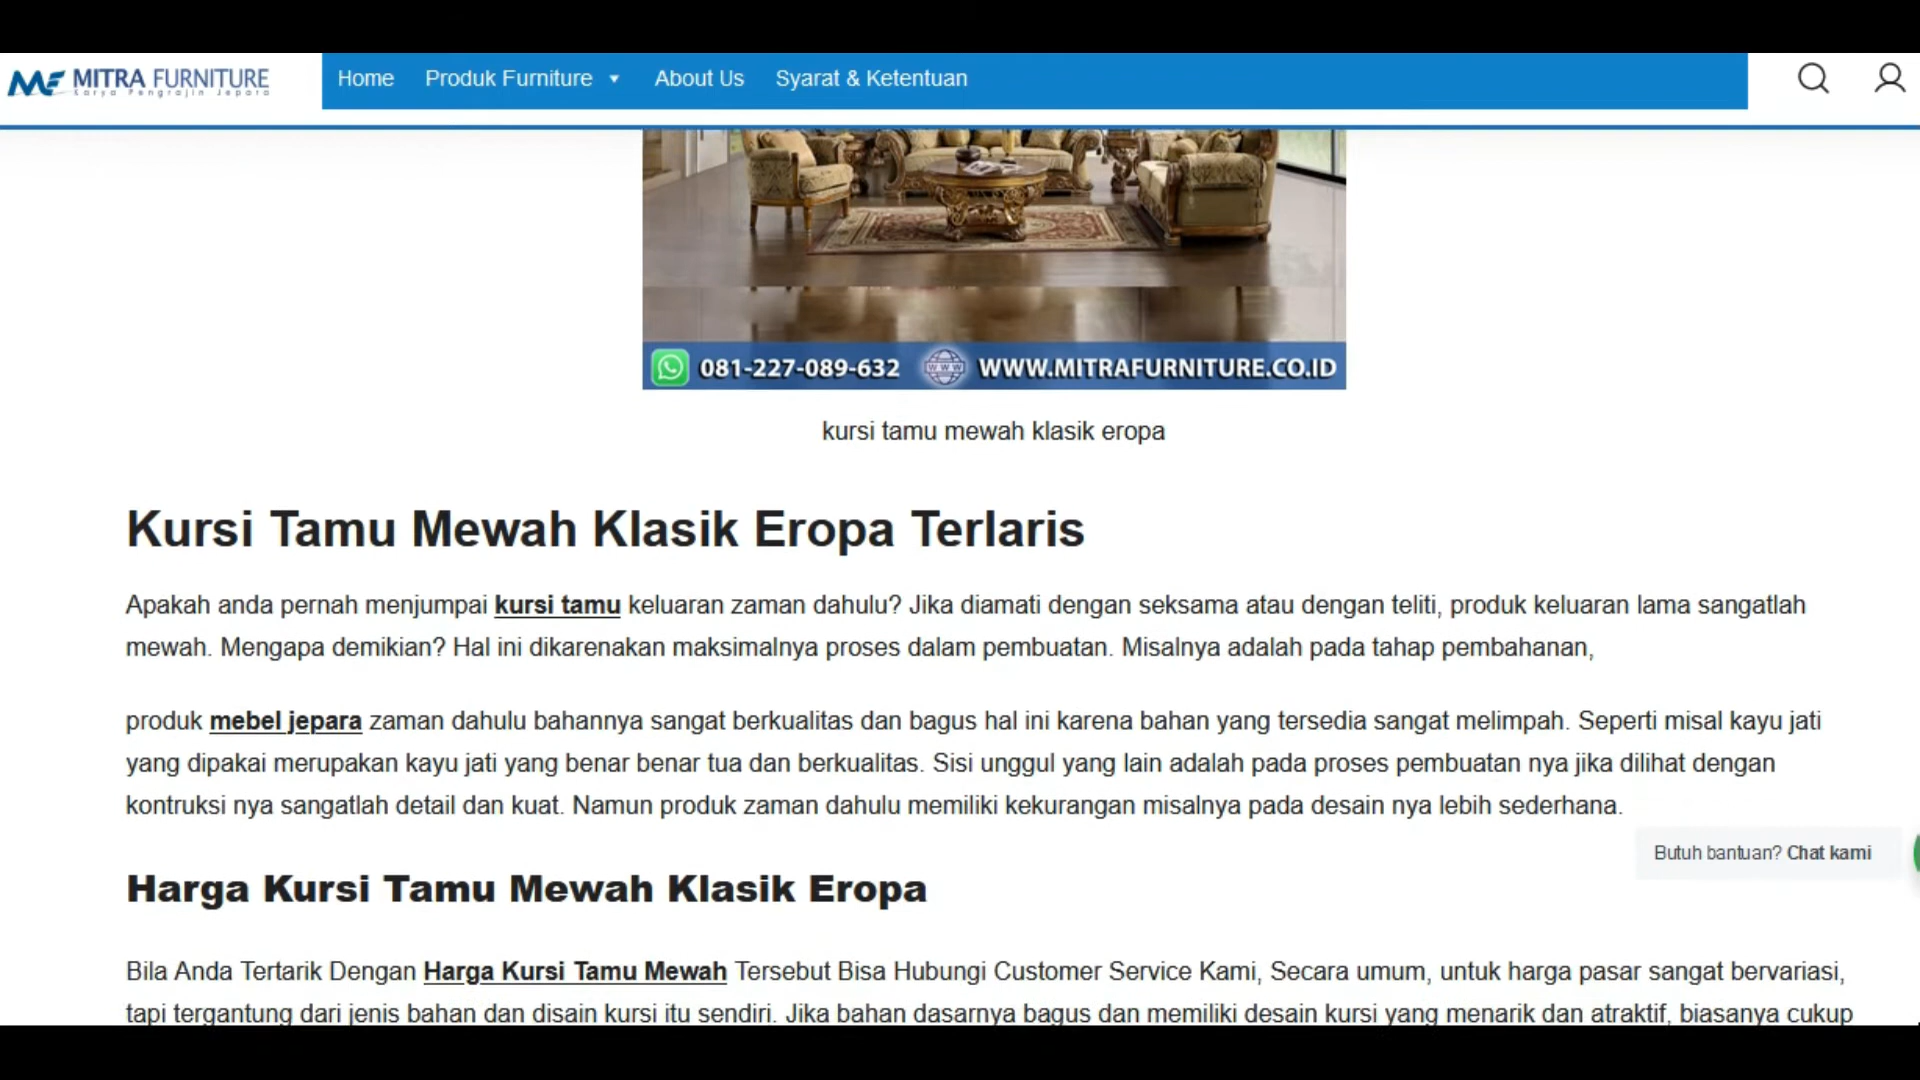 MITRA FURNITURE
Karya Pengrajin Jepara
Home
Produk Furniture
About Us
Syarat & Ketentuan
081-227-089-632
WWW
WWW.MITRAFURNITURE.CO.ID
kursi tamu mewah klasik eropa
Kursi Tamu Mewah Klasik Eropa Terlaris
Apakah anda pernah menjumpai kursi tamu keluaran zaman dahulu? Jika diamati dengan seksama atau dengan teliti, produk keluaran lama sangatlah
mewah. Mengapa demikian? Hal ini dikarenakan maksimalnya proses dalam pembuatan. Misalnya adalah pada tahap pembahanan,
produk mebel jepara zaman dahulu bahannya sangat berkualitas dan bagus hal ini karena bahan yang tersedia sangat melimpah. Seperti misal kayu jati
yang dipakai merupakan kayu jati yang benar benar tua dan berkualitas. Sisi unggul yang lain adalah pada proses pembuatan nya jika dilihat dengan
kontruksi nya sangatlah detail dan kuat. Namun produk zaman dahulu memiliki kekurangan misalnya pada desain nya lebih sederhana.
Butuh bantuan? Chat kami
Harga Kursi Tamu Mewah Klasik Eropa
Bila Anda Tertarik Dengan Harga Kursi Tamu Mewah Tersebut Bisa Hubungi Customer Service Kami, Secara umum, untuk harga pasar sangat bervariasi,
tapi tergantung dari jenis bahan dan disain kursi itu sendiri. Jika bahan dasarnya bagus dan memiliki desain kursi yang menarik dan atraktif, biasanya cukup